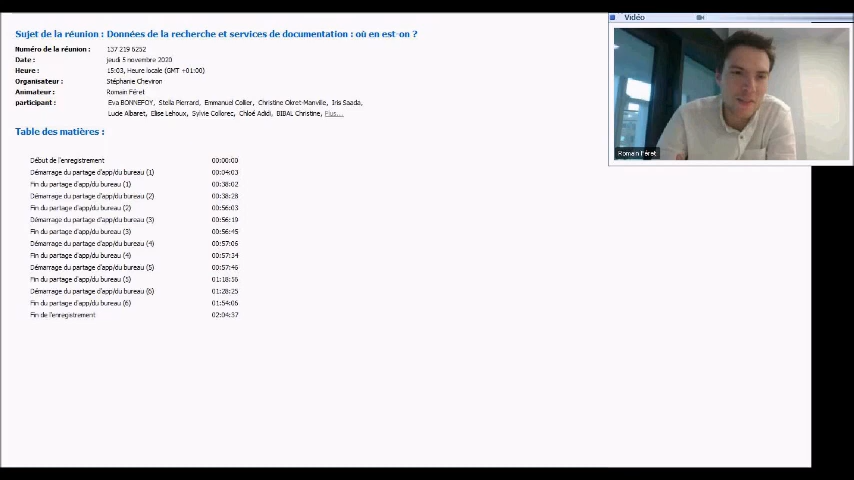 Vidéo
Sujet de la réunion : Données de la recherche et services de documentation : où en est-on ?
Numéro de la réunion : 137 219 6252
Date : jeudi 5 novembre 2020
Heure : 15:03, Heure locale (GMT +01:00)
Organisateur : Stéphanie Cheviron
Animateur : Romain Féret
participant : Eva BONNEFOY, Stella Pierrard, Emmanuel Collier, Christine Okret-Manville, Iris Saada,
Lucie Albaret, Elise Lehoux, Sylvie Collorec, Chloé Adidi, BIBAL Christine, Plus...
Table des matières :
Romain Féret
Début de l'enregistrement 00:00:00
Démarrage du partage d'app/du bureau (1) 00:04:03
Fin du partage d'app/du bureau (1) 00:38:02
Démarrage du partage d'app/du bureau (2) 00:38:28
Fin du partage d'app/du bureau (2) 00:56:03
Démarrage du partage d'app/du bureau (3) 00:56:19
Fin du partage d'app/du bureau (3) 00:56:45
Démarrage du partage d'app/du bureau (4) 00:57:06
Fin du partage d'app/du bureau (4) 00:57:34
Démarrage du partage d'app/du bureau (5) 00:57:46
Fin du partage d'app/du bureau (5) 01:18:56
Démarrage du partage d'app/du bureau (6) 01:28:25
Fin du partage d'app/du bureau (6) 01:54:06
Fin de l'enregistrement 02:04:37